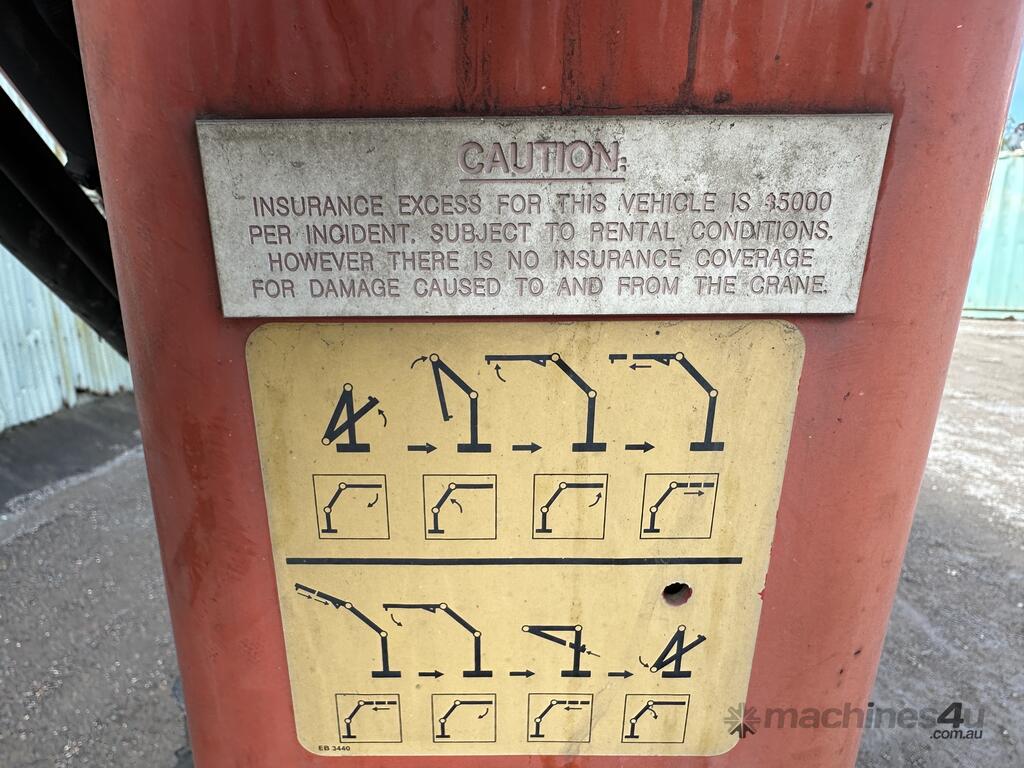 CAUTION:
INSURANCE EXCESS FOR THIS VEHICLE IS $5000
PER INCIDENT. SUBJECT TO RENTAL CONDITIONS.
HOWEVER THERE IS NO INSURANCE COVERAGE
FOR DAMAGE CAUSED TO AND FROM THE CRANE.
EB 3440
machines4u
.com.au